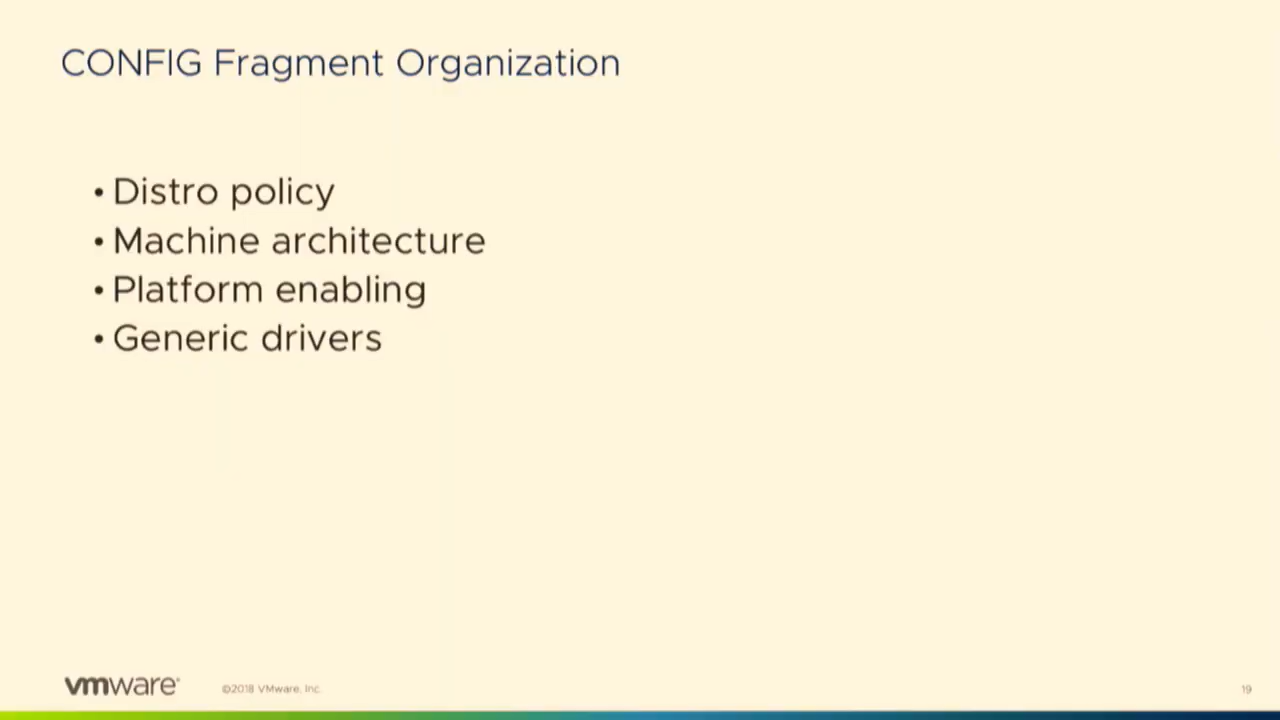 CONFIG Fragment Organization
• Distro policy
• Machine architecture
• Platform enabling
• Generic drivers
vmware®
©2018 VMware, Inc.
19